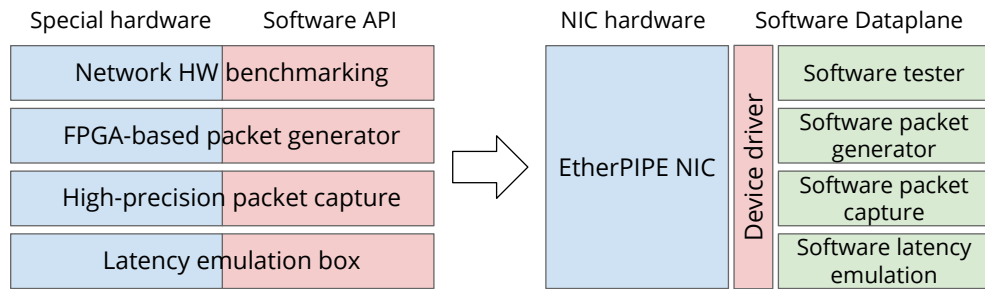 Special hardware
Software API
Network HW benchmarking
FPGA-based packet generator
High-precision packet capture
Latency emulation box
NIC hardware
Software Dataplane
EtherPIPE NIC
Device driver
Software tester
Software packet
generator
Software packet
capture
Software latency
emulation